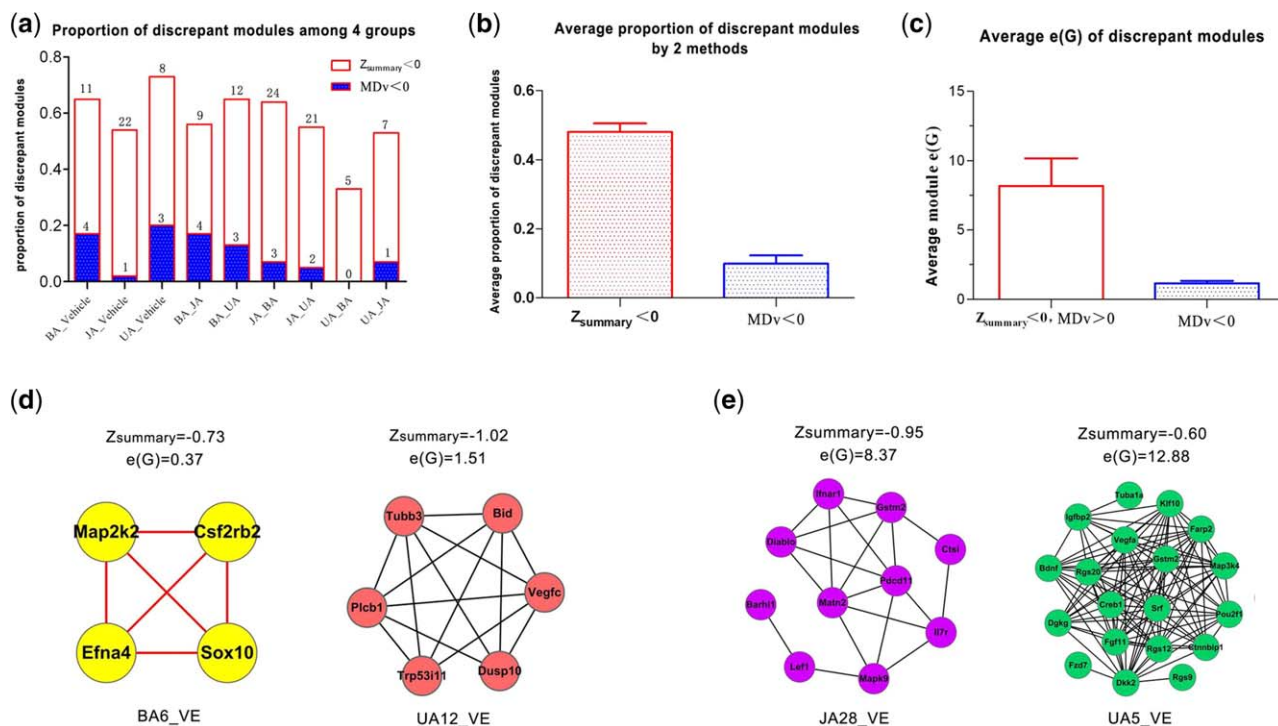 (a)
Proportion of discrepant modules among 4 groups
proportion of discrepant modules
0.8
0.6
0.4
0.2
0.0
Zsummary<0
MDv<0
11
22
8
9
12
24
21
5
7
4
1
3
4
3
3
2
0
1
BA_Vehicle
JA_Vehicle
UA_Vehicle
BA_JA
BA_UA
JA_BA
JA_UA
UA_BA
UA_JA
(b)
Average proportion of discrepant modules
by 2 methods
Average proportion of discrepant modules
0.6
0.4
0.2
0.0
Zsummary<0
MDv<0
(c)
Average e(G) of discrepant modules
Average module e(G)
15
10
5
0
Zsummary<0, MDv>0
MDv<0
(d)
Zsummary=-0.73
e(G)=0.37
Map2k2
Csf2rb2
Efna4
Sox10
BA6_VE
Zsummary=-1.02
e(G)=1.51
Tubb3
Bid
Plcb1
Vegfc
Trp53i11
Dusp10
UA12_VE
(e)
Zsummary=-0.95
e(G)=8.37
Ifnar1
Gstm2
Diablo
Ctsl
Pdcd11
Barhl1
Matn2
Il7r
Lef1
Mapk9
JA28_VE
Zsummary=-0.60
e(G)=12.88
Tuba1a
Klf10
Igfbp2
Farp2
Vegfa
Gstm2
Bdnf
Rgs20
Map3k4
Creb1
Srf
Pou2f1
Dgkg
Fgf11
Rgs12
Ctnnbip1
Fzd7
Dkk2
Rgs9
UA5_VE